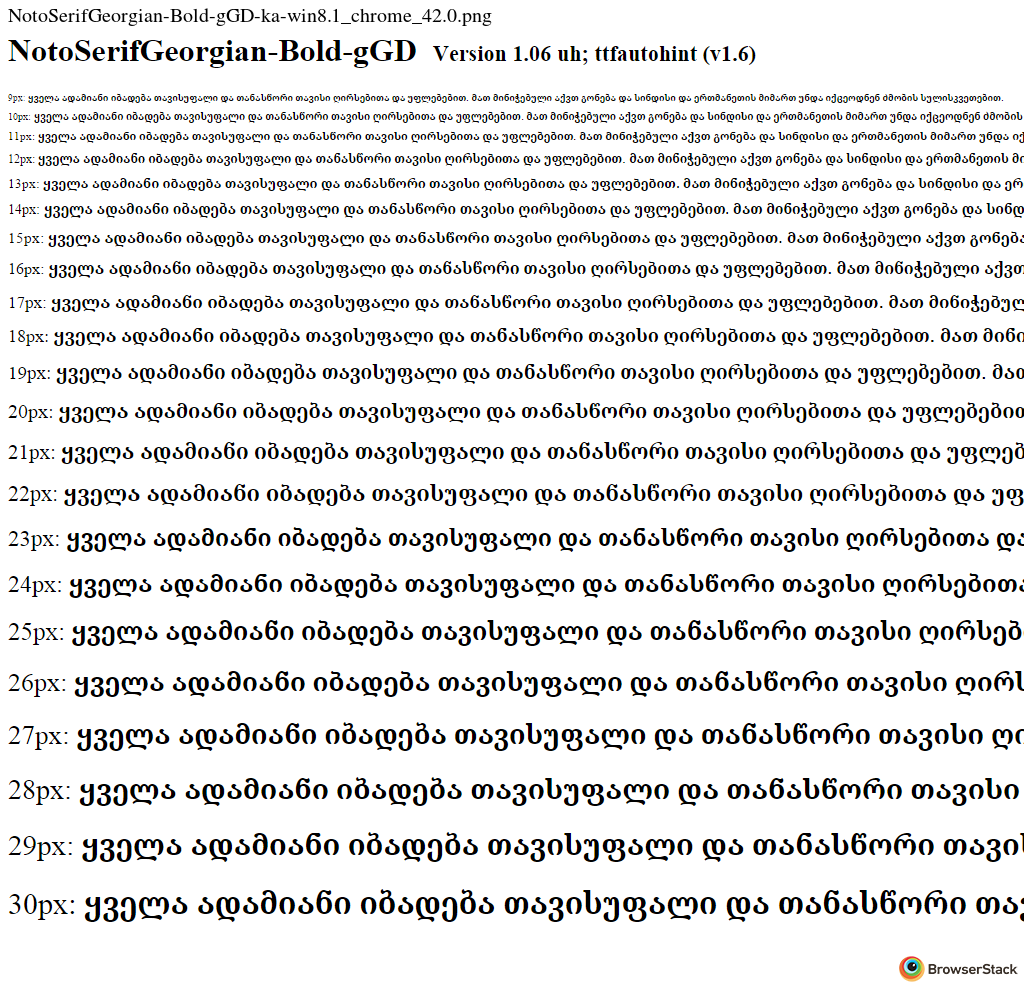 NotoSerifGeorgian-Bold-gGD-ka-win8.1_chrome_42.0.png
NotoSerifGeorgian-Bold-gGD Version 1.06 uh; ttfautohint (v1.6)
9px: ყველა ადამიანი იბადება თავისუფალი და თანასწორი თავისი ღირსებითა და უფლებებით. მათ მინიჭებული აქვთ გონება და სინდისი და ერთმანეთის მიმართ უნდა იქცეოდნენ ძმობის სულისკვეთებით.
10px: ყველა ადამიანი იბადება თავისუფალი და თანასწორი თავისი ღირსებითა და უფლებებით. მათ მინიჭებული აქვთ გონება და სინდისი და ერთმანეთის მიმართ უნდა იქცეოდნენ ძმობის
11px: ყველა ადამიანი იბადება თავისუფალი და თანასწორი თავისი ღირსებითა და უფლებებით. მათ მინიჭებული აქვთ გონება და სინდისი და ერთმანეთის მიმართ უნდა იქ
12px: ყველა ადამიანი იბადება თავისუფალი და თანასწორი თავისი ღირსებითა და უფლებებით. მათ მინიჭებული აქვთ გონება და სინდისი და ერთმანეთის მი
13px: ყველა ადამიანი იბადება თავისუფალი და თანასწორი თავისი ღირსებითა და უფლებებით. მათ მინიჭებული აქვთ გონება და სინდისი და ერ
14px: ყველა ადამიანი იბადება თავისუფალი და თანასწორი თავისი ღირსებითა და უფლებებით. მათ მინიჭებული აქვთ გონება და სინდ
15px: ყველა ადამიანი იბადება თავისუფალი და თანასწორი თავისი ღირსებითა და უფლებებით. მათ მინიჭებული აქვთ გონება
16px: ყველა ადამიანი იბადება თავისუფალი და თანასწორი თავისი ღირსებითა და უფლებებით. მათ მინიჭებული აქვთ
17px: ყველა ადამიანი იბადება თავისუფალი და თანასწორი თავისი ღირსებითა და უფლებებით. მათ მინიჭებულ
18px: ყველა ადამიანი იბადება თავისუფალი და თანასწორი თავისი ღირსებითა და უფლებებით. მათ მინი
19px: ყველა ადამიანი იბადება თავისუფალი და თანასწორი თავისი ღირსებითა და უფლებებით. მათ
20px: ყველა ადამიანი იბადება თავისუფალი და თანასწორი თავისი ღირსებითა და უფლებებით
21px: ყველა ადამიანი იბადება თავისუფალი და თანასწორი თავისი ღირსებითა და უფლებ
22px: ყველა ადამიანი იბადება თავისუფალი და თანასწორი თავისი ღირსებითა და უფ
23px: ყველა ადამიანი იბადება თავისუფალი და თანასწორი თავისი ღირსებითა და
24px: ყველა ადამიანი იბადება თავისუფალი და თანასწორი თავისი ღირსებითა
25px: ყველა ადამიანი იბადება თავისუფალი და თანასწორი თავისი ღირსებ
26px: ყველა ადამიანი იბადება თავისუფალი და თანასწორი თავისი ღირს
27px: ყველა ადამიანი იბადება თავისუფალი და თანასწორი თავისი ღი
28px: ყველა ადამიანი იბადება თავისუფალი და თანასწორი თავისი
29px: ყველა ადამიანი იბადება თავისუფალი და თანასწორი თავის
30px: ყველა ადამიანი იბადება თავისუფალი და თანასწორი თავ
BrowserStack